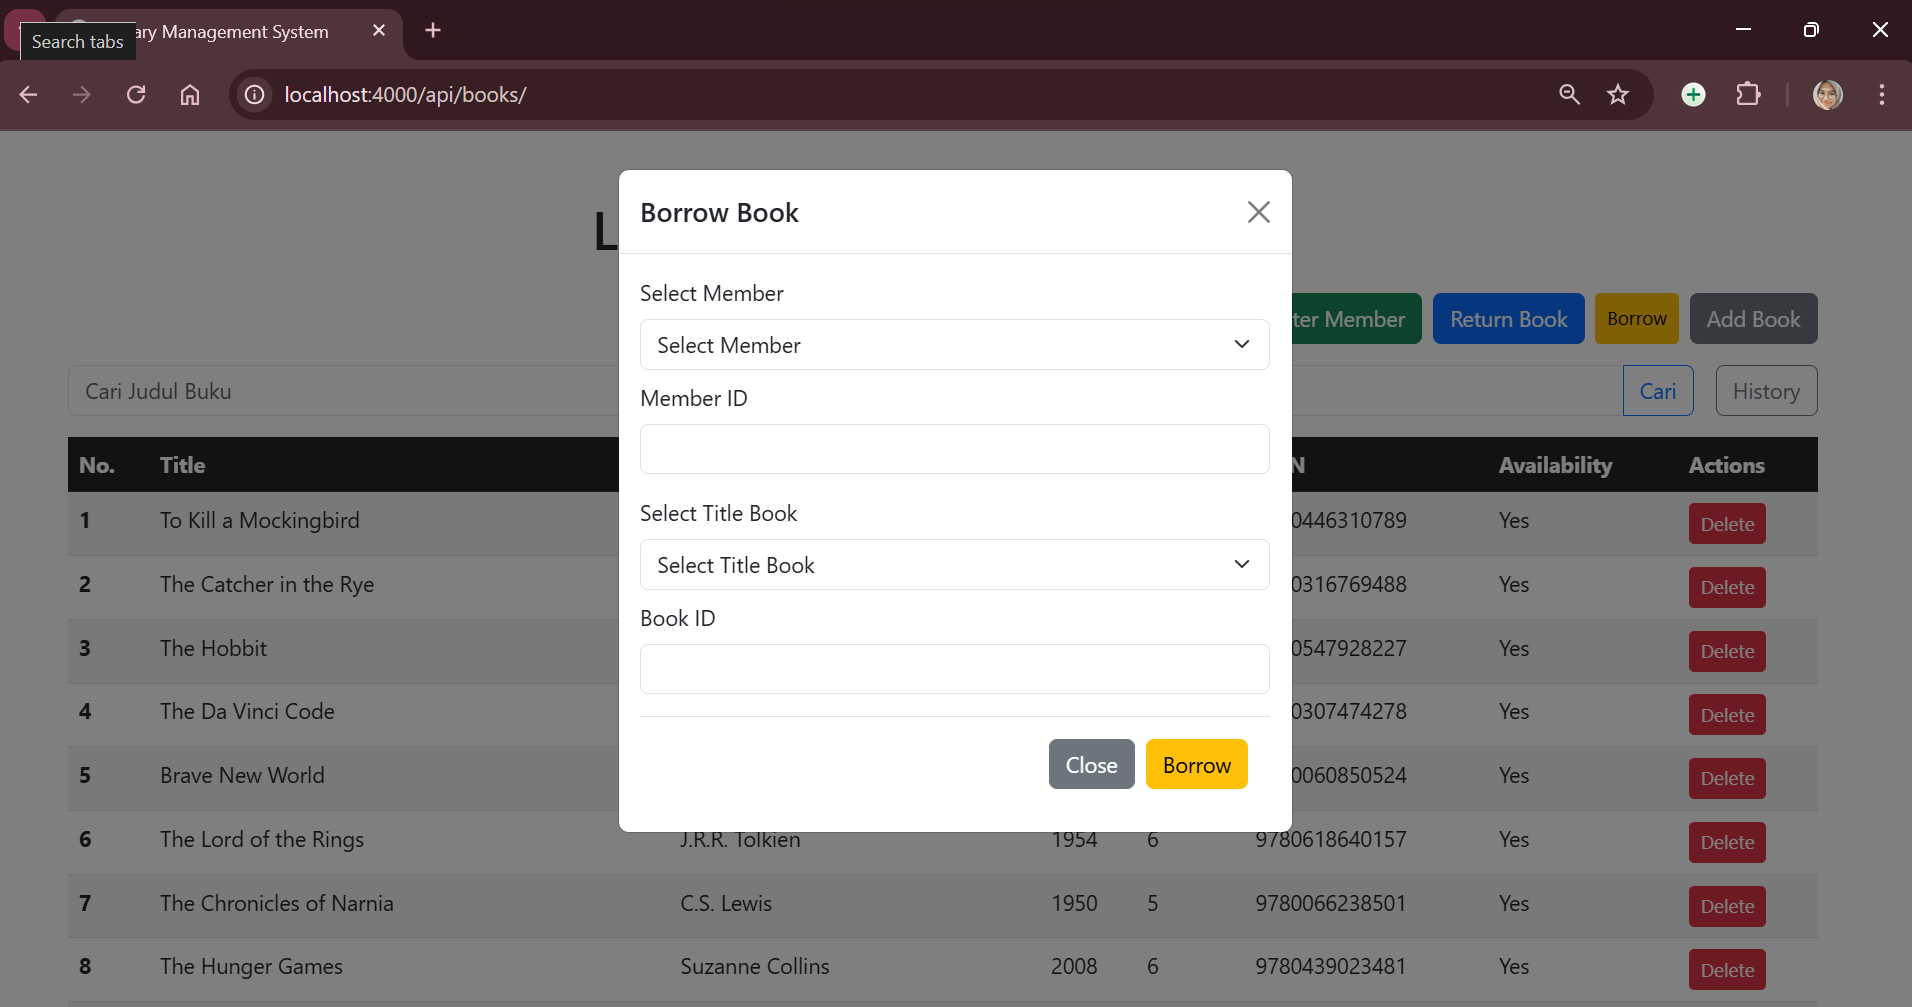 Search tabs
ary Management System
localhost:4000/api/books/
L
Borrow Book
Select Member
Select Member
Member ID
Select Title Book
Select Title Book
Book ID
Close Borrow
ter Member Return Book Borrow Add Book
Cari Judul Buku Cari History
No. Title N Availability Actions
1 To Kill a Mockingbird 0446310789 Yes Delete
2 The Catcher in the Rye 0316769488 Yes Delete
3 The Hobbit 0547928227 Yes Delete
4 The Da Vinci Code 0307474278 Yes Delete
5 Brave New World 0060850524 Yes Delete
6 The Lord of the Rings J.R.R. Tolkien 1954 6 9780618640157 Yes Delete
7 The Chronicles of Narnia C.S. Lewis 1950 5 9780066238501 Yes Delete
8 The Hunger Games Suzanne Collins 2008 6 9780439023481 Yes Delete